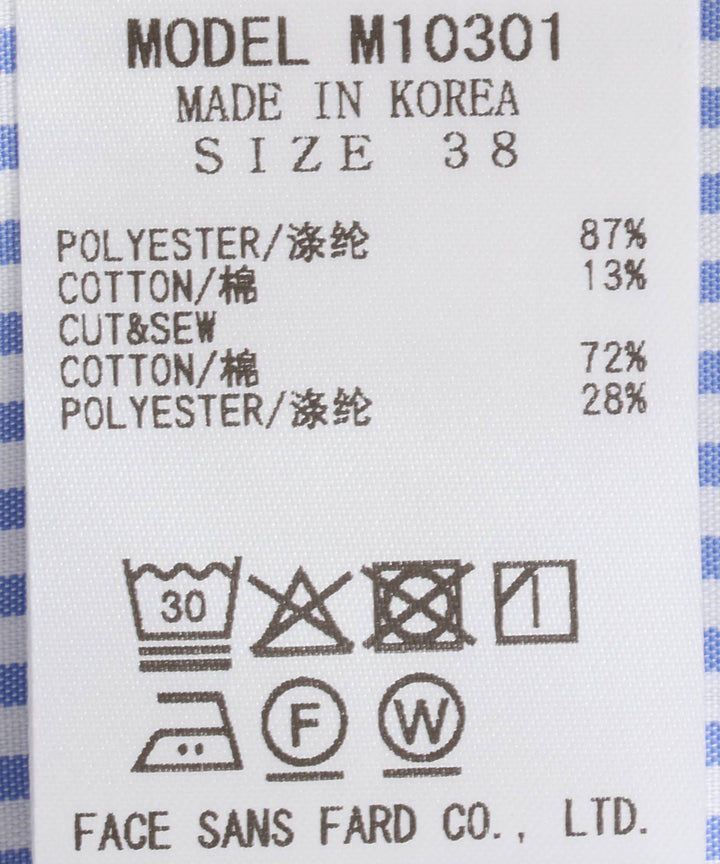 MODEL M10301
MADE IN KOREA
SIZE 38
POLYESTER/涤纶 87%
COTTON/棉 13%
CUT&SEW
COTTON/棉 72%
POLYESTER/涤纶 28%
30
F W
FACE SANS FARD CO., LTD.